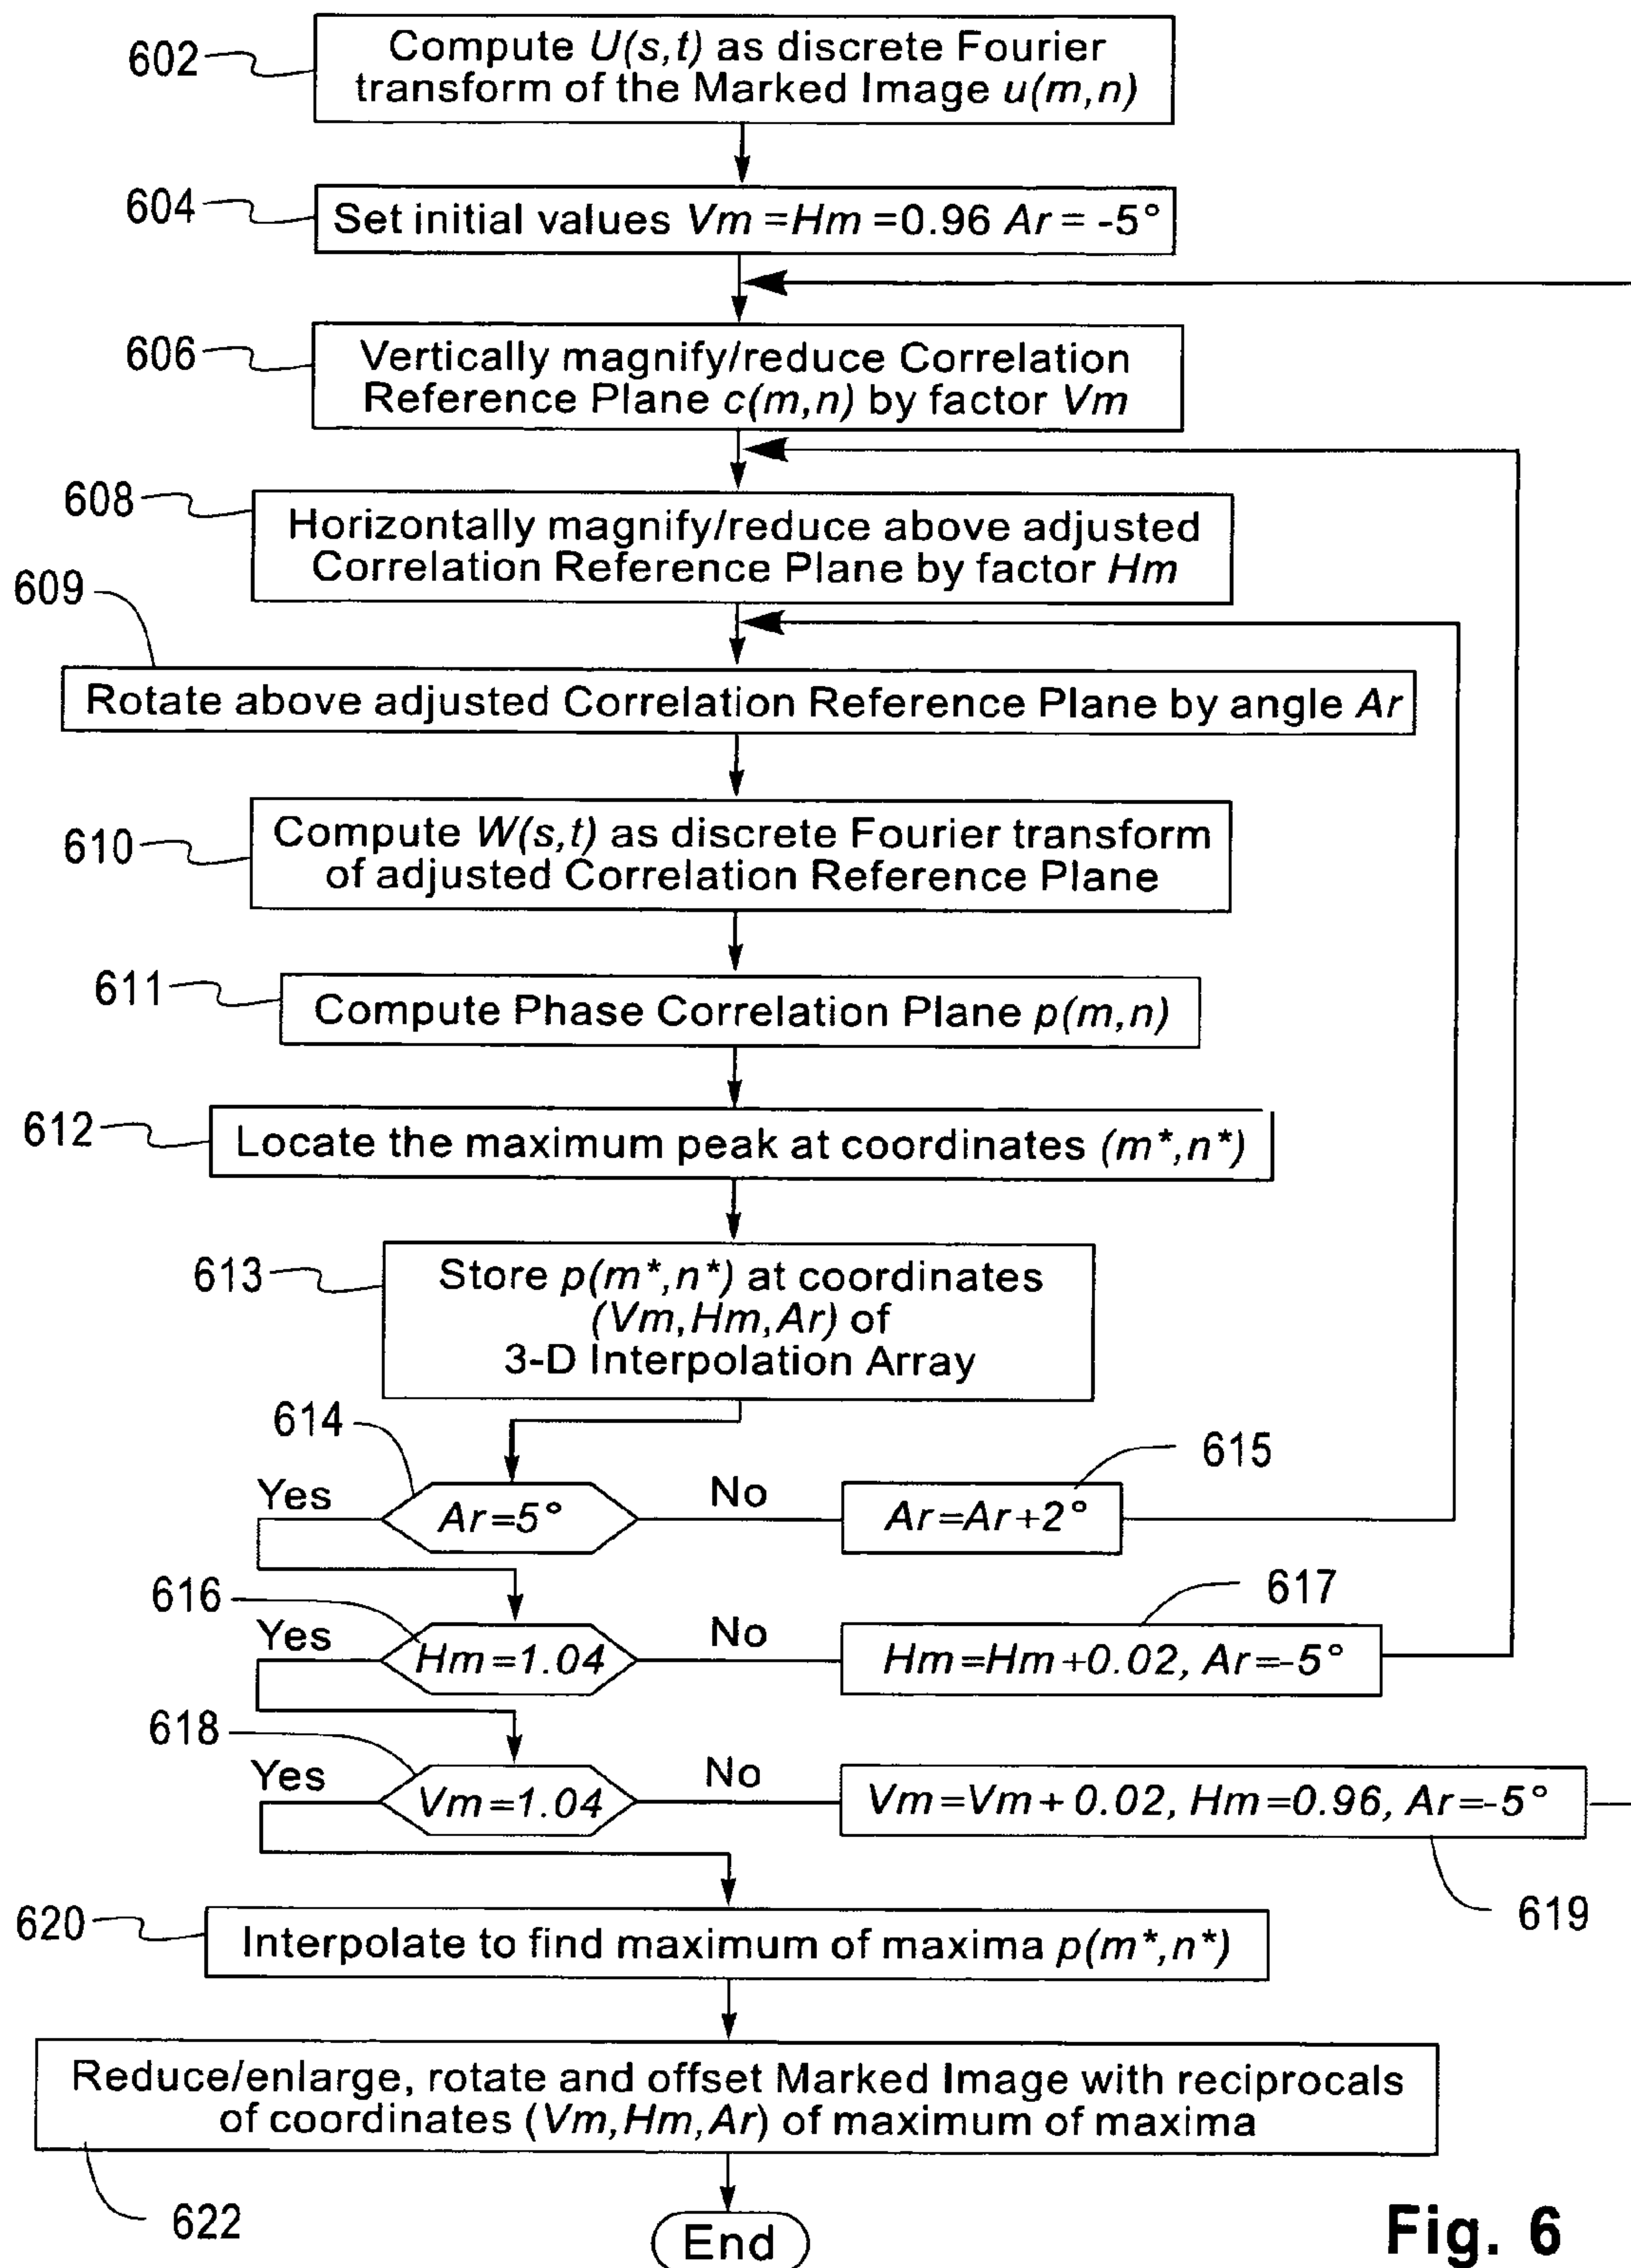 602
Compute U(s,t) as discrete Fourier
transform of the Marked Image u(m,n)
604
Set initial values Vm =Hm =0.96 Ar = -5°
606
Vertically magnify/reduce Correlation
Reference Plane c(m,n) by factor Vm
608
Horizontally magnify/reduce above adjusted
Correlation Reference Plane by factor Hm
609
Rotate above adjusted Correlation Reference Plane by angle Ar
610
Compute W(s,t) as discrete Fourier transform
of adjusted Correlation Reference Plane
611
Compute Phase Correlation Plane p(m,n)
612
Locate the maximum peak at coordinates (m*,n*)
613
Store p(m*,n*) at coordinates
(Vm,Hm,Ar) of
3-D Interpolation Array
614
615
Yes
Ar=5°
No
Ar=Ar+2°
616
617
Yes
Hm=1.04
No
Hm=Hm+0.02, Ar=-5°
618
Yes
Vm=1.04
No
Vm=Vm+ 0.02, Hm=0.96, Ar=-5°
619
620
Interpolate to find maximum of maxima p(m*,n*)
Reduce/enlarge, rotate and offset Marked Image with reciprocals
of coordinates (Vm,Hm,Ar) of maximum of maxima
622
End
Fig. 6